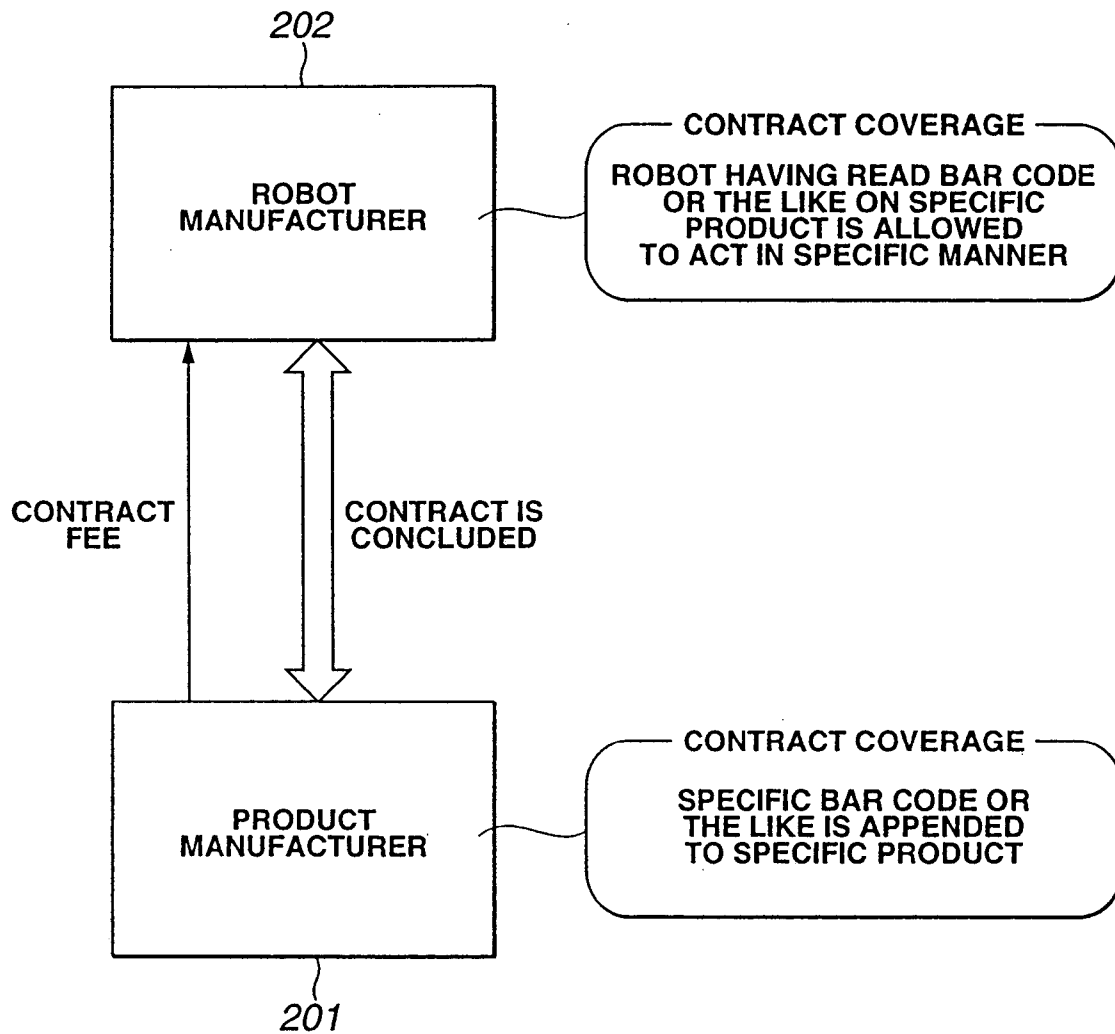 202
ROBOT
MANUFACTURER
CONTRACT COVERAGE
ROBOT HAVING READ BAR CODE
OR THE LIKE ON SPECIFIC
PRODUCT IS ALLOWED
TO ACT IN SPECIFIC MANNER
CONTRACT
FEE
CONTRACT IS
CONCLUDED
PRODUCT
MANUFACTURER
CONTRACT COVERAGE
SPECIFIC BAR CODE OR
THE LIKE IS APPENDED
TO SPECIFIC PRODUCT
201